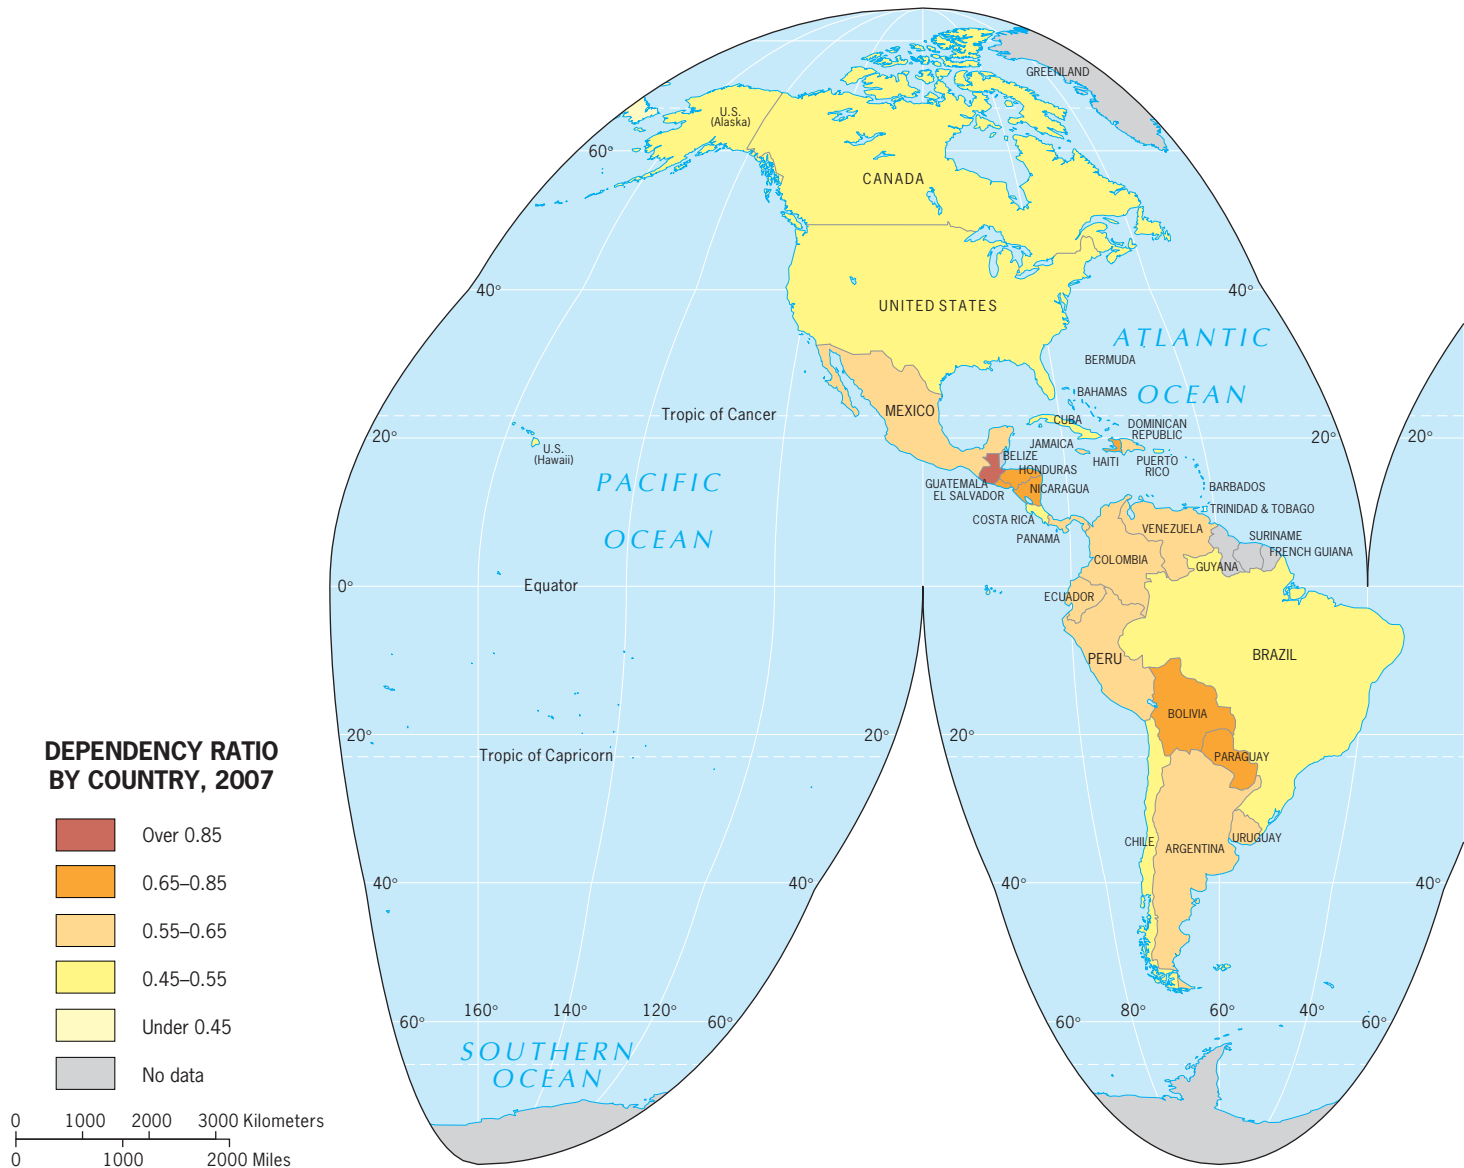 GREENLAND
U.S.
(Alaska)
60°
CANADA
40°
40°
UNITED STATES
ATLANTIC
OCEAN
BERMUDA
BAHAMAS
Tropic of Cancer
MEXICO
CUBA
DOMINICAN
REPUBLIC
20°
20°
20°
U.S.
(Hawaii)
JAMAICA
BELIZE
HAITI
PUERTO
RICO
HONDURAS
PACIFIC
OCEAN
GUATEMALA
EL SALVADOR
NICARAGUA
BARBADOS
TRINIDAD & TOBAGO
COSTA RICA
PANAMA
VENEZUELA
SURINAME
FRENCH GUIANA
COLOMBIA
GUYANA
0°
Equator
ECUADOR
PERU
BRAZIL
BOLIVIA
20°
20°
20°
Tropic of Capricorn
PARAGUAY
CHILE
ARGENTINA
URUGUAY
40°
40°
40°
40°
60°
160°
140°
120°
60°
60°
80°
60°
40°
60°
SOUTHERN
OCEAN
DEPENDENCY RATIO
BY COUNTRY, 2007
Over 0.85
0.65–0.85
0.55–0.65
0.45–0.55
Under 0.45
No data
0 1000 2000 3000 Kilometers
0 1000 2000 Miles